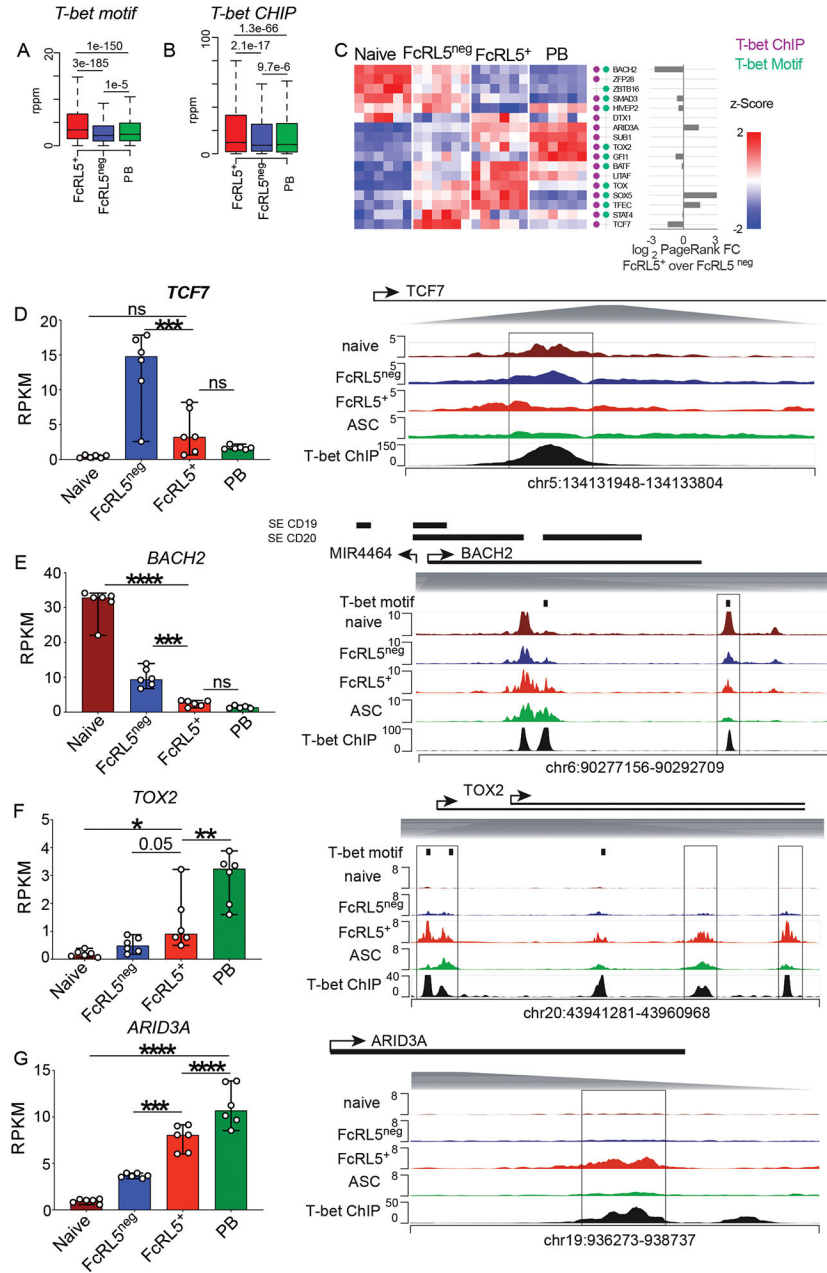 T-bet motif
T-bet CHIP
A
1e-150
3e-185
1e-5
rppm
20
10
0
FcRL5+
FcRL5neg
PB
B
1.3e-66
2.1e-17
9.7e-6
rppm
100
0
FcRL5+
FcRL5neg
PB
C
Naive
FcRL5neg
FcRL5+
PB
BACH2
ZFP28
ZBTB16
SMAD3
HIVEP2
DTX1
ARID3A
SUB1
TOX2
GFI1
BATF
LITAF
TOX
SOX5
TFEC
STAT4
TCF7
-3 0 3
log2 PageRank FC
FcRL5+ over FcRL5neg
T-bet ChIP
T-bet Motif
z-Score
2
-2
D
TCF7
ns
***
ns
RPKM
20
15
10
5
0
Naive
FcRL5neg
FcRL5+
PB
TCF7
naive 5
FcRL5neg 5
FcRL5+ 5
ASC 5
T-bet ChIP 150
0
chr5:134131948-134133804
SE CD19
SE CD20
MIR4464
BACH2
E
BACH2
****
***
ns
RPKM
40
30
20
10
0
Naive
FcRL5neg
FcRL5+
PB
T-bet motif
naive 10
FcRL5neg 10
FcRL5+ 10
ASC 10
T-bet ChIP 100
0
chr6:90277156-90292709
F
TOX2
*
0.05
**
RPKM
5
4
3
2
1
0
Naive
FcRL5neg
FcRL5+
PB
TOX2
T-bet motif
naive 8
FcRL5neg 8
FcRL5+ 8
ASC 8
T-bet ChIP 40
0
chr20:43941281-43960968
G
ARID3A
****
****
***
RPKM
15
10
5
0
Naive
FcRL5neg
FcRL5+
PB
ARID3A
naive 8
FcRL5neg 8
FcRL5+ 8
ASC 8
T-bet ChIP 50
0
chr19:936273-938737